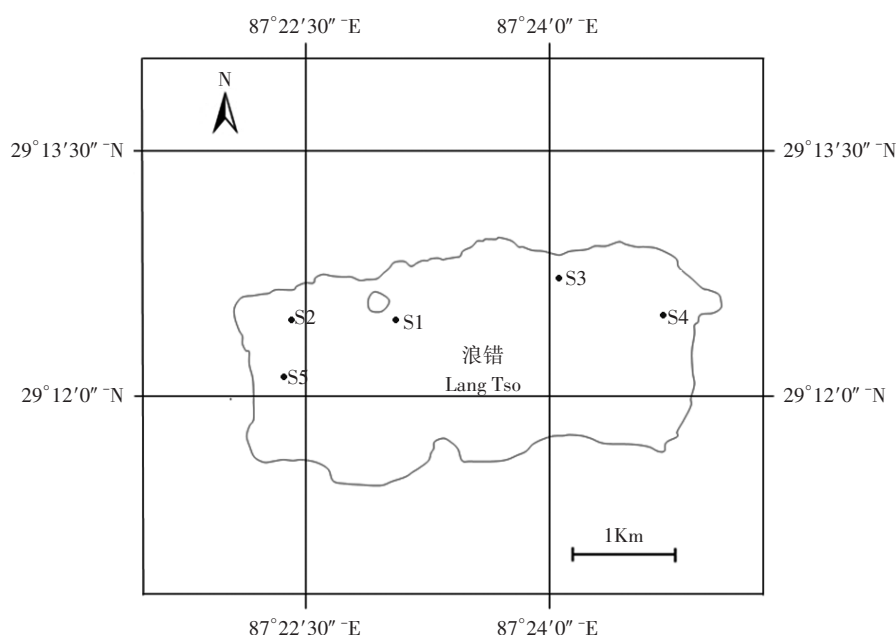 87°22′30″ ‾E
87°24′0″ ‾E
N
29°13′30″ ‾N
29°13′30″ ‾N
S3
S2
S1
S4
浪错
Lang Tso
S5
29°12′0″ ‾N
29°12′0″ ‾N
1Km
87°22′30″ ‾E
87°24′0″ ‾E